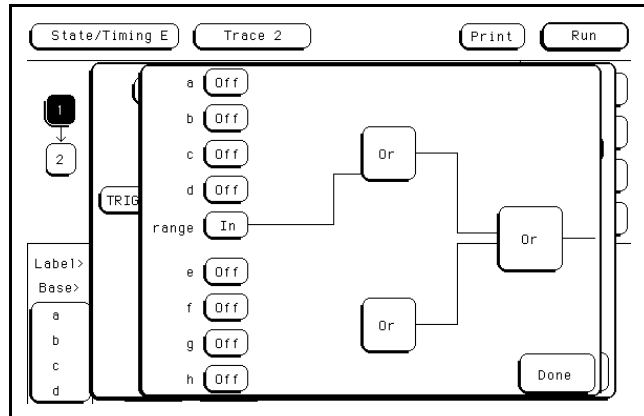 State/Timing E Trace 2 Print Run
a Off
1
b Off
c Off Or
2
d Off
TRIG
range In
Or
Label>
e Off
Base>
f Off
a
Or
b
g Off
c
h Off Done
d